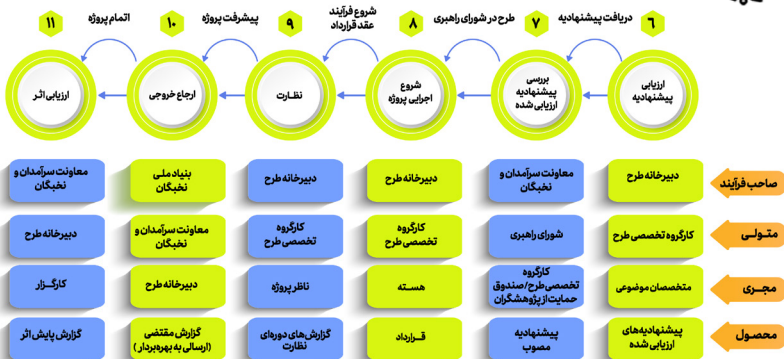 ۶
دریافت پیشنهادیه
۷
طرح در شورای راهبری
۸
شروع فرآیند
عقد قرارداد
۹
پیشرفت پروژه
۱۰
اتمام پروژه
۱۱
ارزیابی
پیشنهادیه
بررسی
پیشنهادیه
ارزیابی شده
شروع
اجرایی پروژه
نظارت
ارجاع خروجی
ارزیابی اثر
صاحب فرآیند
دبیرخانه طرح
معاونت سرآمدان و
نخبگان
دبیرخانه طرح
دبیرخانه طرح
بنیاد ملی
نخبگان
معاونت سرآمدان و
نخبگان
متولی
کارگروه تخصصی طرح
شورای راهبری
کارگروه
تخصصی طرح
کارگروه
تخصصی طرح
معاونت سرآمدان و
نخبگان
دبیرخانه طرح
مجری
متخصصان موضوعی
کارگروه
تخصصی طرح/صندوق
حمایت از پژوهشگران
هسته
ناظر پروژه
دبیرخانه طرح
کارگزار
محصول
پیشنهادیه‌های
ارزیابی شده
پیشنهادیه
مصوب
قرارداد
گزارش‌های دوره‌ای
نظارت
گزارش مقتضی
(ارسالی به بهره‌بردار)
گزارش پایش اثر